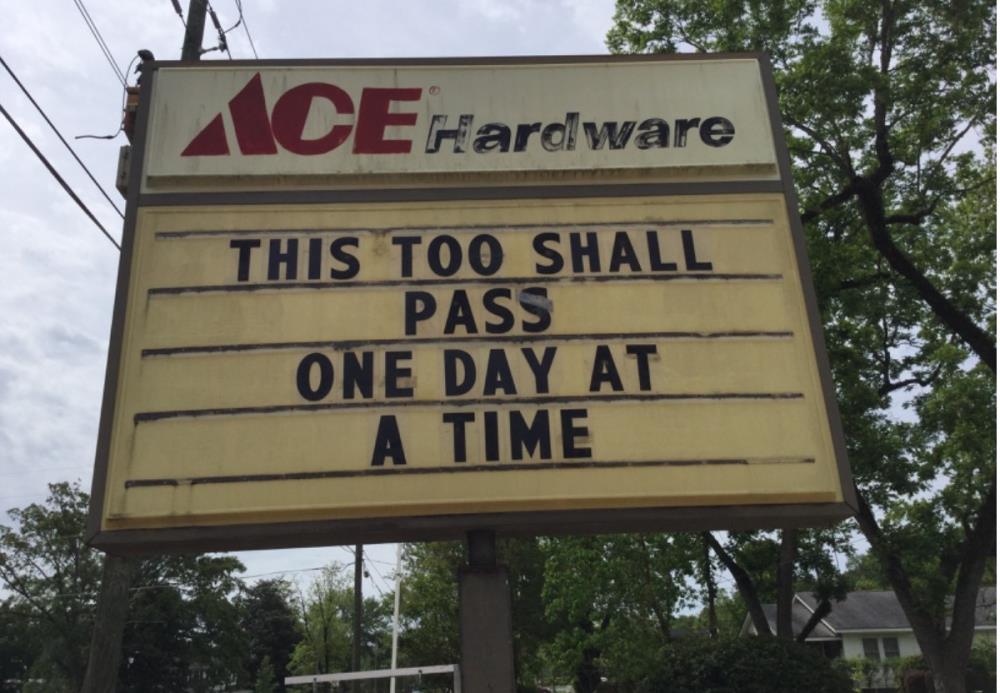 ACE® Hardware
THIS TOO SHALL
PASS
ONE DAY AT
A TIME